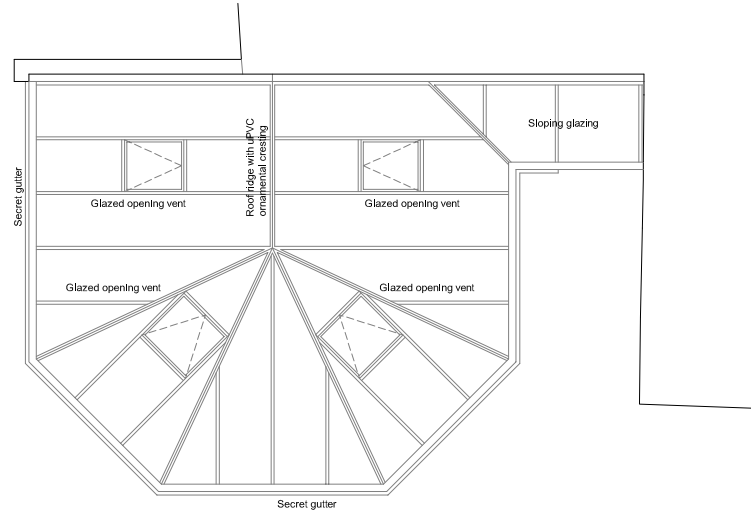 Sloping glazing
Roof ridge with uPVC
ornamental cresting
Secret gutter
Glazed opening vent
Glazed opening vent
Glazed opening vent
Glazed opening vent
Secret gutter